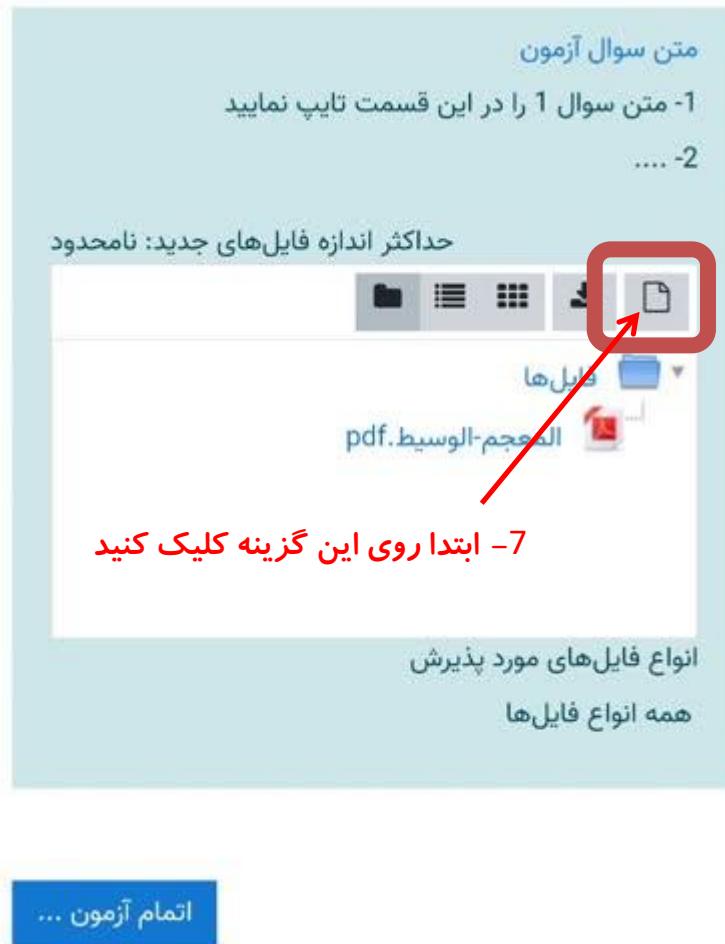 متن سوال آزمون
1- متن سوال 1 را در این قسمت تایپ نمایید
2- ....
حداکثر اندازه فایل‌های جدید: نامحدود
فایل‌ها
المعجم-الوسیط.pdf
7- ابتدا روی این گزینه کلیک کنید
انواع فایل‌های مورد پذیرش
همه انواع فایل‌ها
اتمام آزمون ...